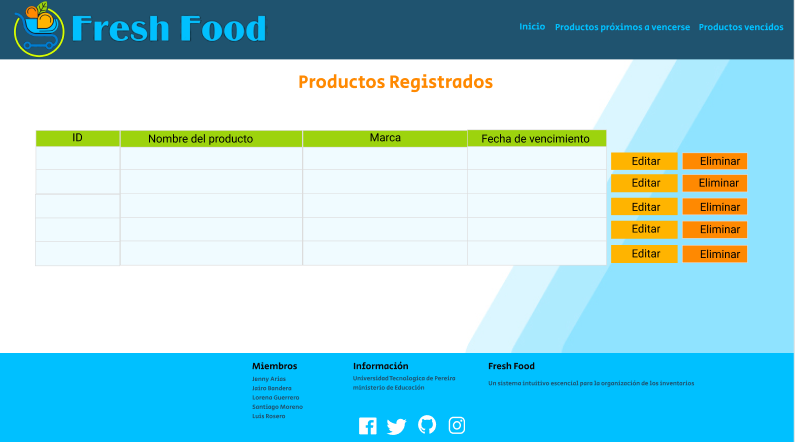 Fresh Food
Inicio Productos próximos a vencerse Productos vencidos
Productos Registrados
ID Nombre del producto Marca Fecha de vencimiento
Editar Eliminar
Editar Eliminar
Editar Eliminar
Editar Eliminar
Editar Eliminar
Miembros
Jenny Arias
Jairo Bandera
Lorena Guerrero
Santiago Moreno
Luis Rosero
Información
Universidad Tecnologica de Pereira
ministerio de Educación
Fresh Food
Un sistema intuitivo escencial para la organización de los inventarios